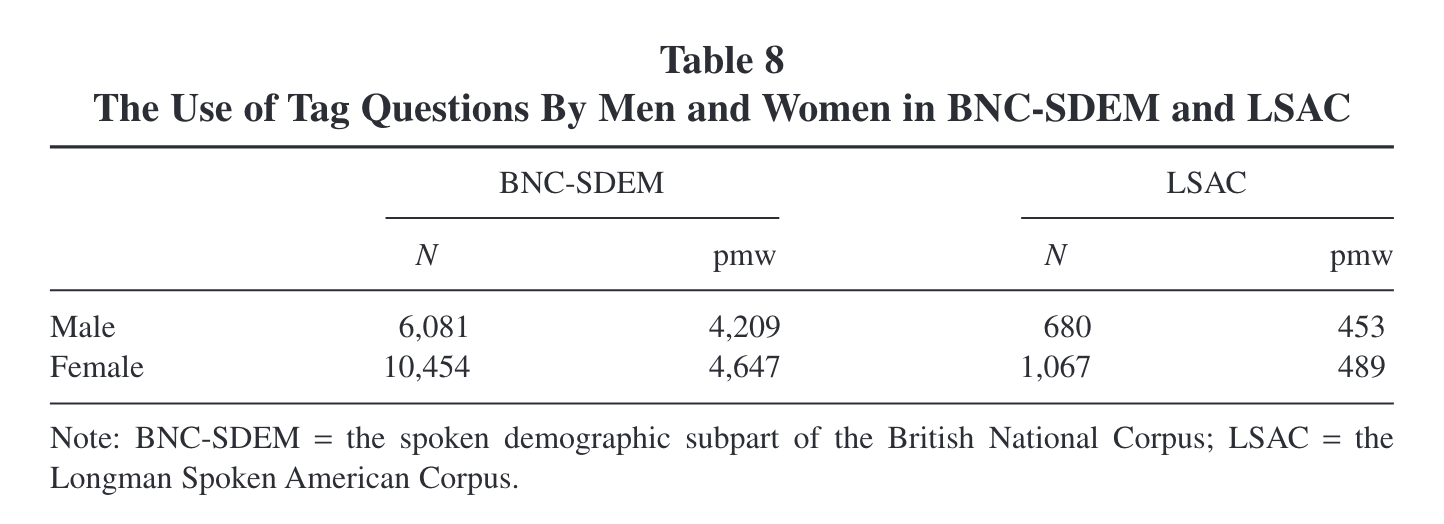 Table 8
The Use of Tag Questions By Men and Women in BNC-SDEM and LSAC
BNC-SDEM LSAC
N pmw N pmw
Male 6,081 4,209 680 453
Female 10,454 4,647 1,067 489
Note: BNC-SDEM = the spoken demographic subpart of the British National Corpus; LSAC = the
Longman Spoken American Corpus.